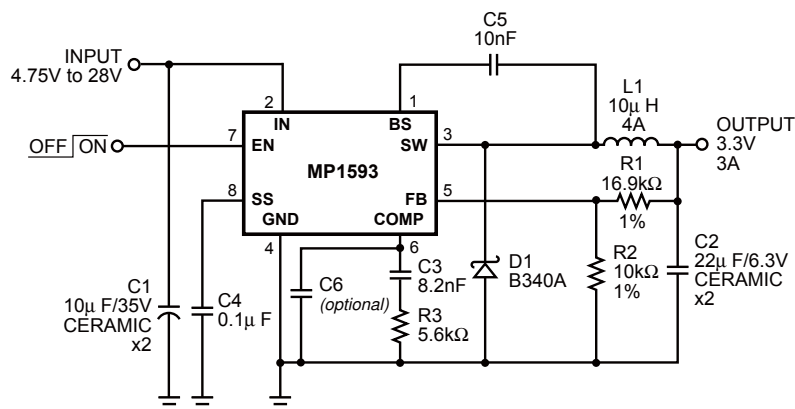 C5
10nF
INPUT
4.75V to 28V
L1
10µ H
4A
2
1
IN
BS
OUTPUT
3.3V
3A
OFF ON
7
EN
SW
3
MP1593
R1
16.9kΩ
1%
8
SS
FB
5
GND
COMP
4
6
C1
10µ F/35V
CERAMIC
x2
C4
0.1µ F
C6
(optional)
C3
8.2nF
R3
5.6kΩ
D1
B340A
R2
10kΩ
1%
C2
22µ F/6.3V
CERAMIC
x2